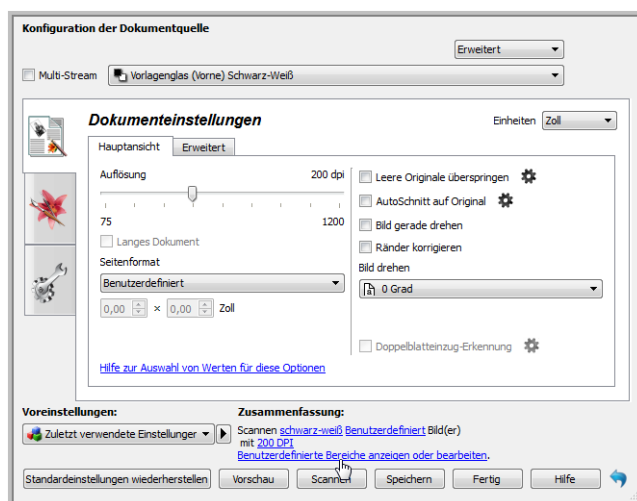 Konfiguration der Dokumentquelle
Erweitert
Multi-Stream
Vorlagenglas (Vorne) Schwarz-Weiß
Dokumenteinstellungen
Einheiten Zoll
Hauptansicht Erweitert
Auflösung 200 dpi
75 1200
Langes Dokument
Seitenformat
Benutzerdefiniert
0,00 × 0,00 Zoll
Hilfe zur Auswahl von Werten für diese Optionen
Leere Originale überspringen
AutoSchnitt auf Original
Bild gerade drehen
Ränder korrigieren
Bild drehen
0 Grad
Doppelblatteinzug-Erkennung
Voreinstellungen:
Zuletzt verwendete Einstellunger
Zusammenfassung:
Scannen schwarz-weiß Benutzerdefiniert Bild(er)
mit 200 DPI
Benutzerdefinierte Bereiche anzeigen oder bearbeiten.
Standardeinstellungen wiederherstellen Vorschau Scannen Speichern Fertig Hilfe